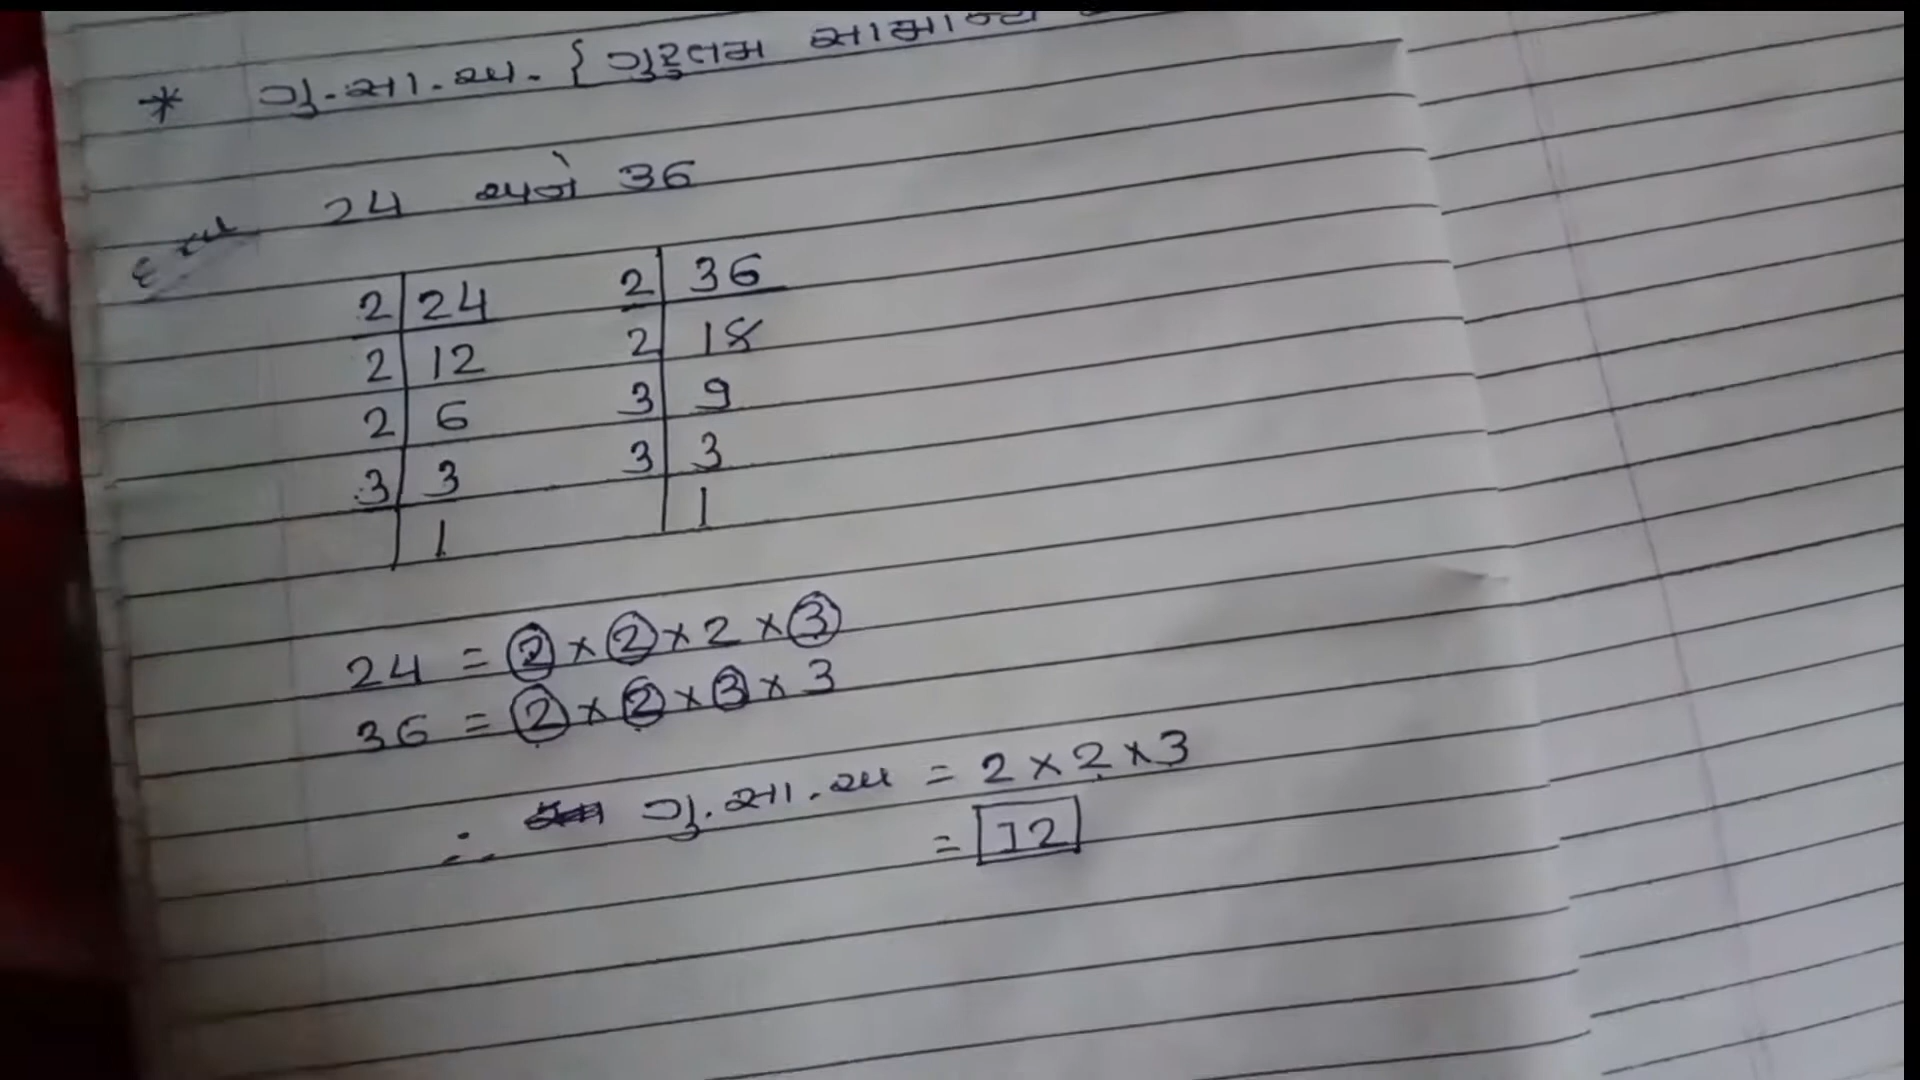 * ગુ.સા.અ. { ગુરુત્તમ સામાન્ય
24 અને 36
2 | 24 2 | 36
2 | 12 2 | 18
2 | 6 3 | 9
3 | 3 3 | 3
1 1
24 = 2 × 2 × 2 × 3
36 = 2 × 2 × 3 × 3
∴ ગુ.સા.અ = 2 × 2 × 3
= 12